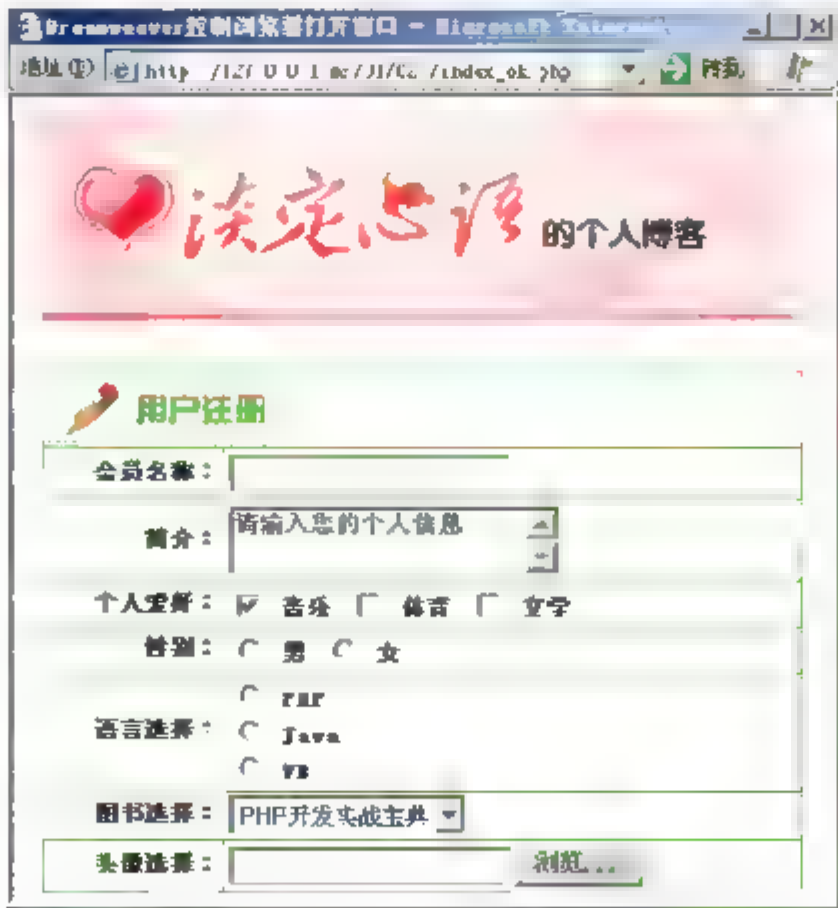 Dreamweaver控制浏览器打开窗口 - Microsoft Internet
地址(D) http /127 0 0 1 /index_ok.php 转到
淡定心语 的个人博客
用户注册
会员名称：
简介： 请输入您的个人信息
个人爱好： 音乐 体育 文字
性别： 男 女
PHP
语言选择： Java
VB
图书选择： PHP开发实战宝典
头像选择： 浏览...